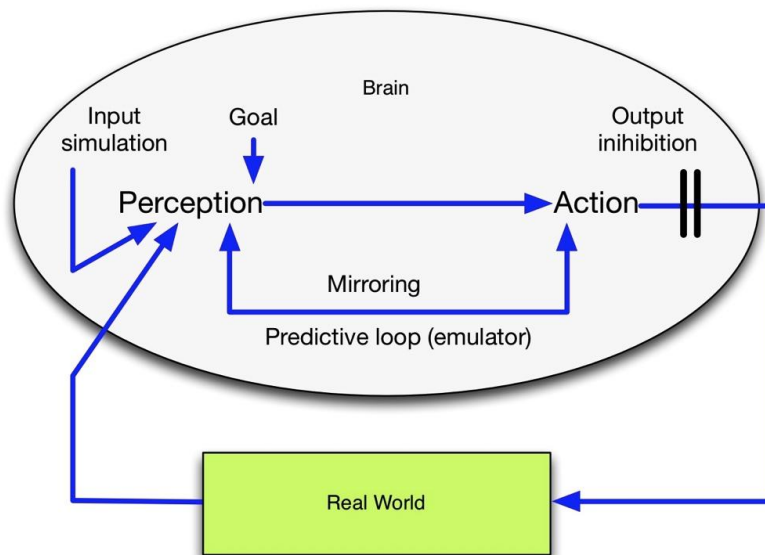 Brain
Input
simulation
Goal
Output
inihibition
Perception
Action
Mirroring
Predictive loop (emulator)
Real World